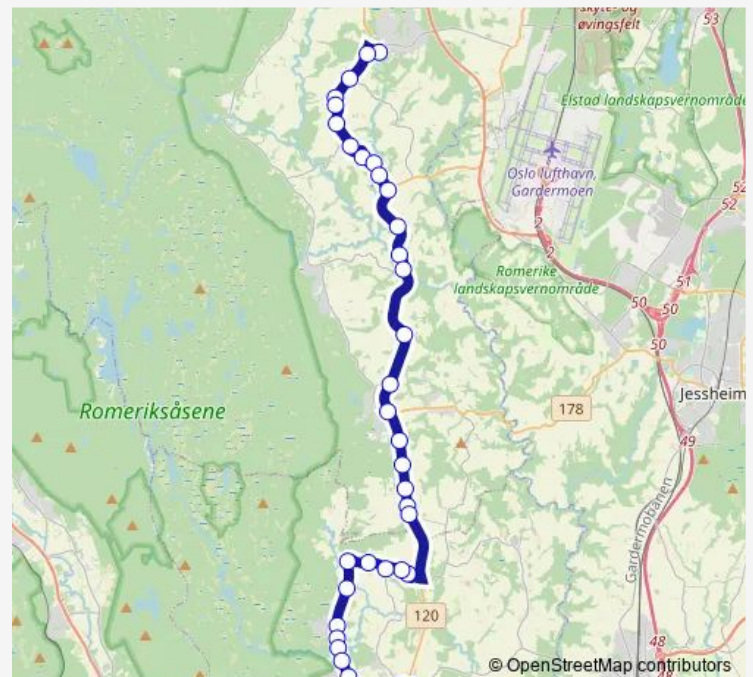 skyte- og
øvingsfelt
53
Elstad landskapsvernområde
Oslo lufthavn,
Gardermoen
52
52
2
2
51
Romerike
landskapsvernområde
50
50
50
Romeriksåsene
178
Jessheim
49
Gardermobanen
120
48
© OpenStreetMap contributors